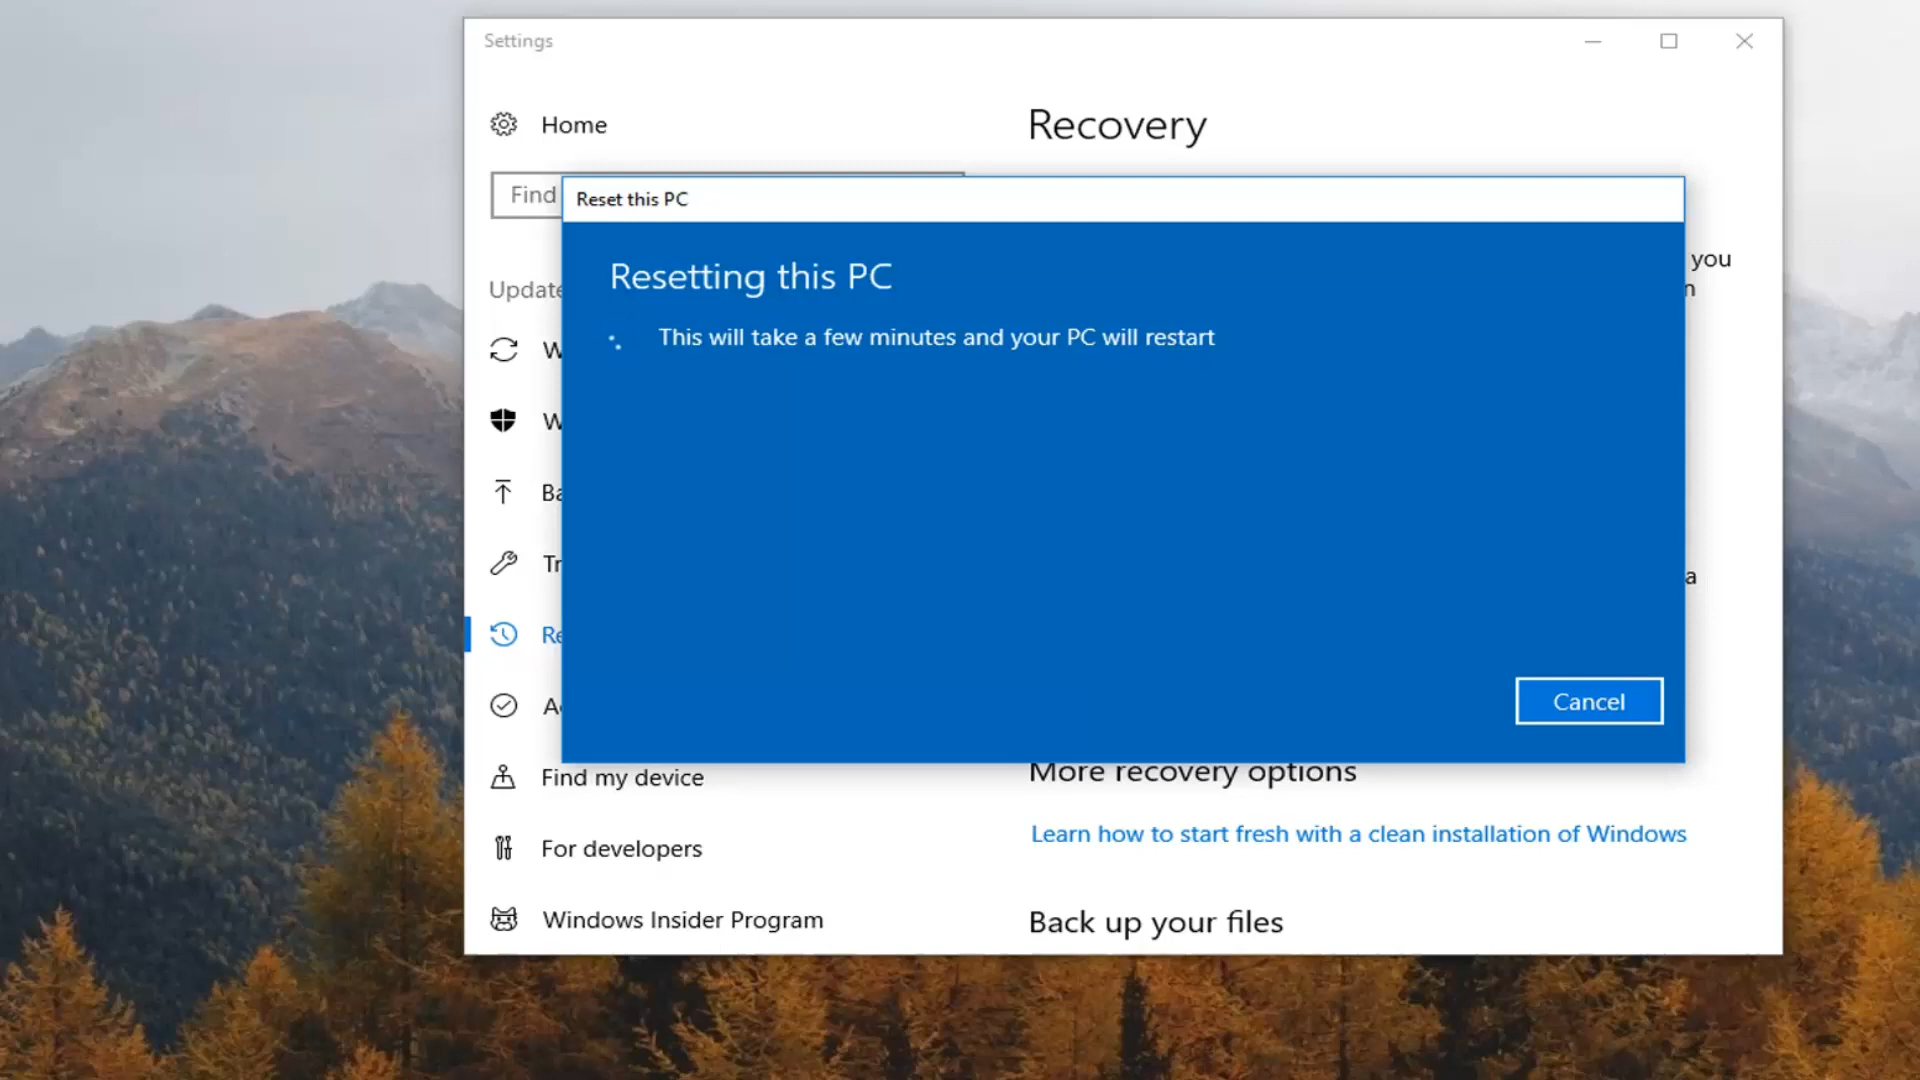 Settings
Home
Recovery
Find
Reset this PC
Resetting this PC
you
Update
This will take a few minutes and your PC will restart
Cancel
Find my device
More recovery options
Learn how to start fresh with a clean installation of Windows
For developers
Windows Insider Program
Back up your files